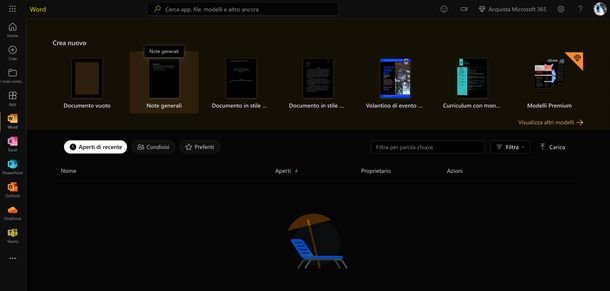 Word
Cerca app, file, modelli e altro ancora
Acquista Microsoft 365
Home
Crea
App
Word
Excel
PowerPoint
Outlook
OneDrive
Teams
Crea nuovo
Note generali
Documento vuoto
Note generali
Documento in stile ...
Documento in stile ...
Volantino di evento ...
Curriculum con mon...
Modelli Premium
Visualizza altri modelli
Aperti di recente
Condivisi
Preferiti
Filtra per parola chiave
Filtra
Carica
Nome
Aperti
Proprietario
Azioni